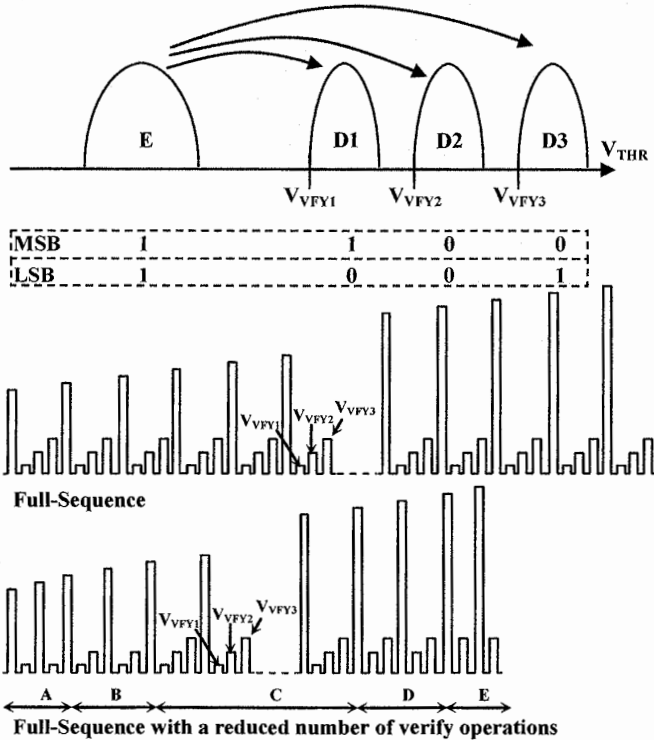 E D1 D2 D3 VTHR
VVFY1 VVFY2 VVFY3
MSB 1 1 0 0
LSB 1 0 0 1
VVFY1 VVFY2 VVFY3
Full-Sequence
VVFY1 VVFY2 VVFY3
A B C D E
Full-Sequence with a reduced number of verify operations